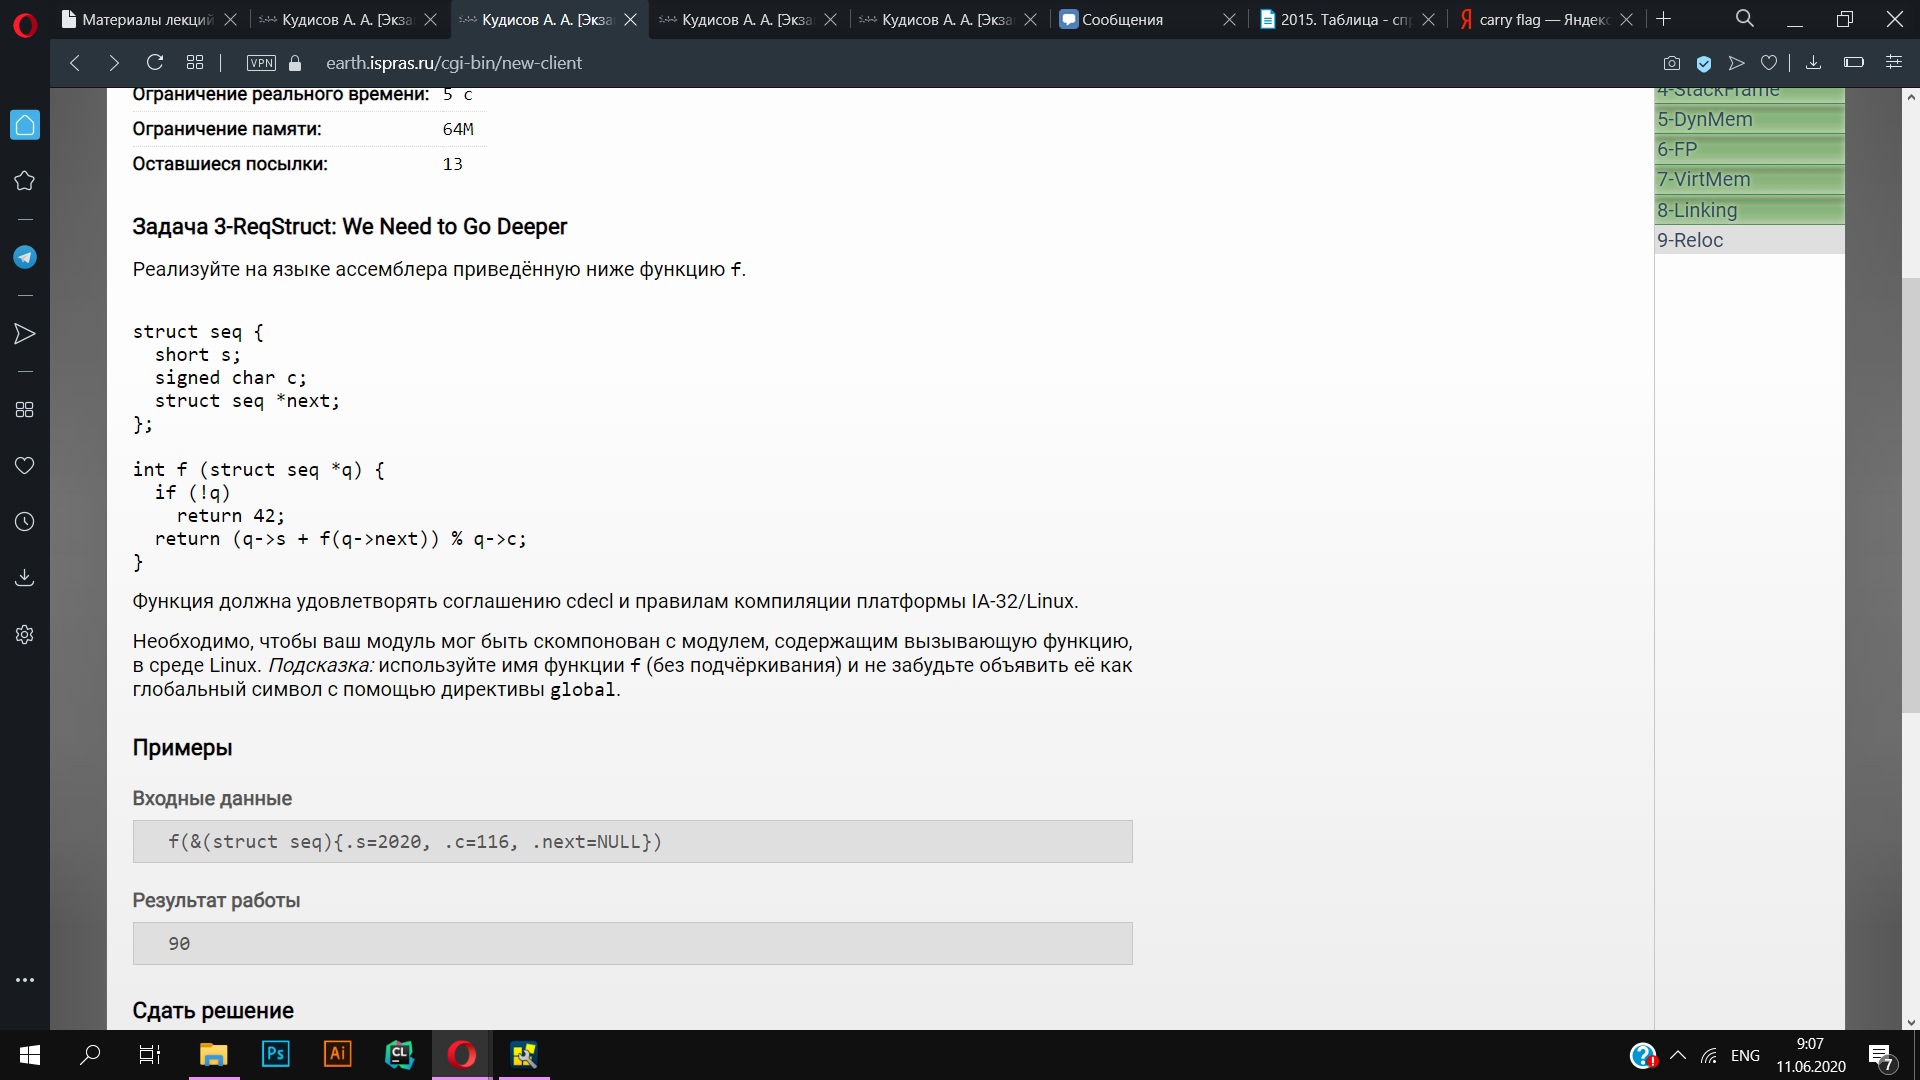 Материалы лекций
Кудисов А. А. [Экза
Кудисов А. А. [Экза
Кудисов А. А. [Экза
Кудисов А. А. [Экза
Сообщения
2015. Таблица - сп
carry flag — Яндекс
VPN
earth.ispras.ru/cgi-bin/new-client
Ограничение реального времени: 5 с
Ограничение памяти: 64M
Оставшиеся посылки: 13
Задача 3-ReqStruct: We Need to Go Deeper
Реализуйте на языке ассемблера приведённую ниже функцию f.
struct seq {
  short s;
  signed char c;
  struct seq *next;
};
int f (struct seq *q) {
  if (!q)
    return 42;
  return (q->s + f(q->next)) % q->c;
}
Функция должна удовлетворять соглашению cdecl и правилам компиляции платформы IA-32/Linux.
Необходимо, чтобы ваш модуль мог быть скомпонован с модулем, содержащим вызывающую функцию,
в среде Linux. Подсказка: используйте имя функции f (без подчёркивания) и не забудьте объявить её как
глобальный символ с помощью директивы global.
Примеры
Входные данные
f(&(struct seq){.s=2020, .c=116, .next=NULL})
Результат работы
90
Сдать решение
4-StackFrame
5-DynMem
6-FP
7-VirtMem
8-Linking
9-Reloc
Ps
Ai
CL
ENG
9:07
11.06.2020
7